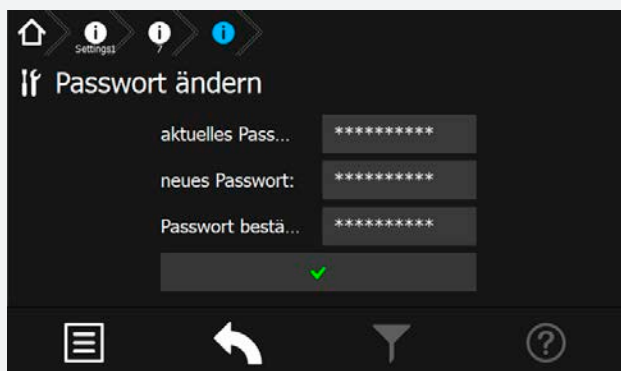 Settings1
7
Passwort ändern
aktuelles Pass... **********
neues Passwort: **********
Passwort bestä... **********